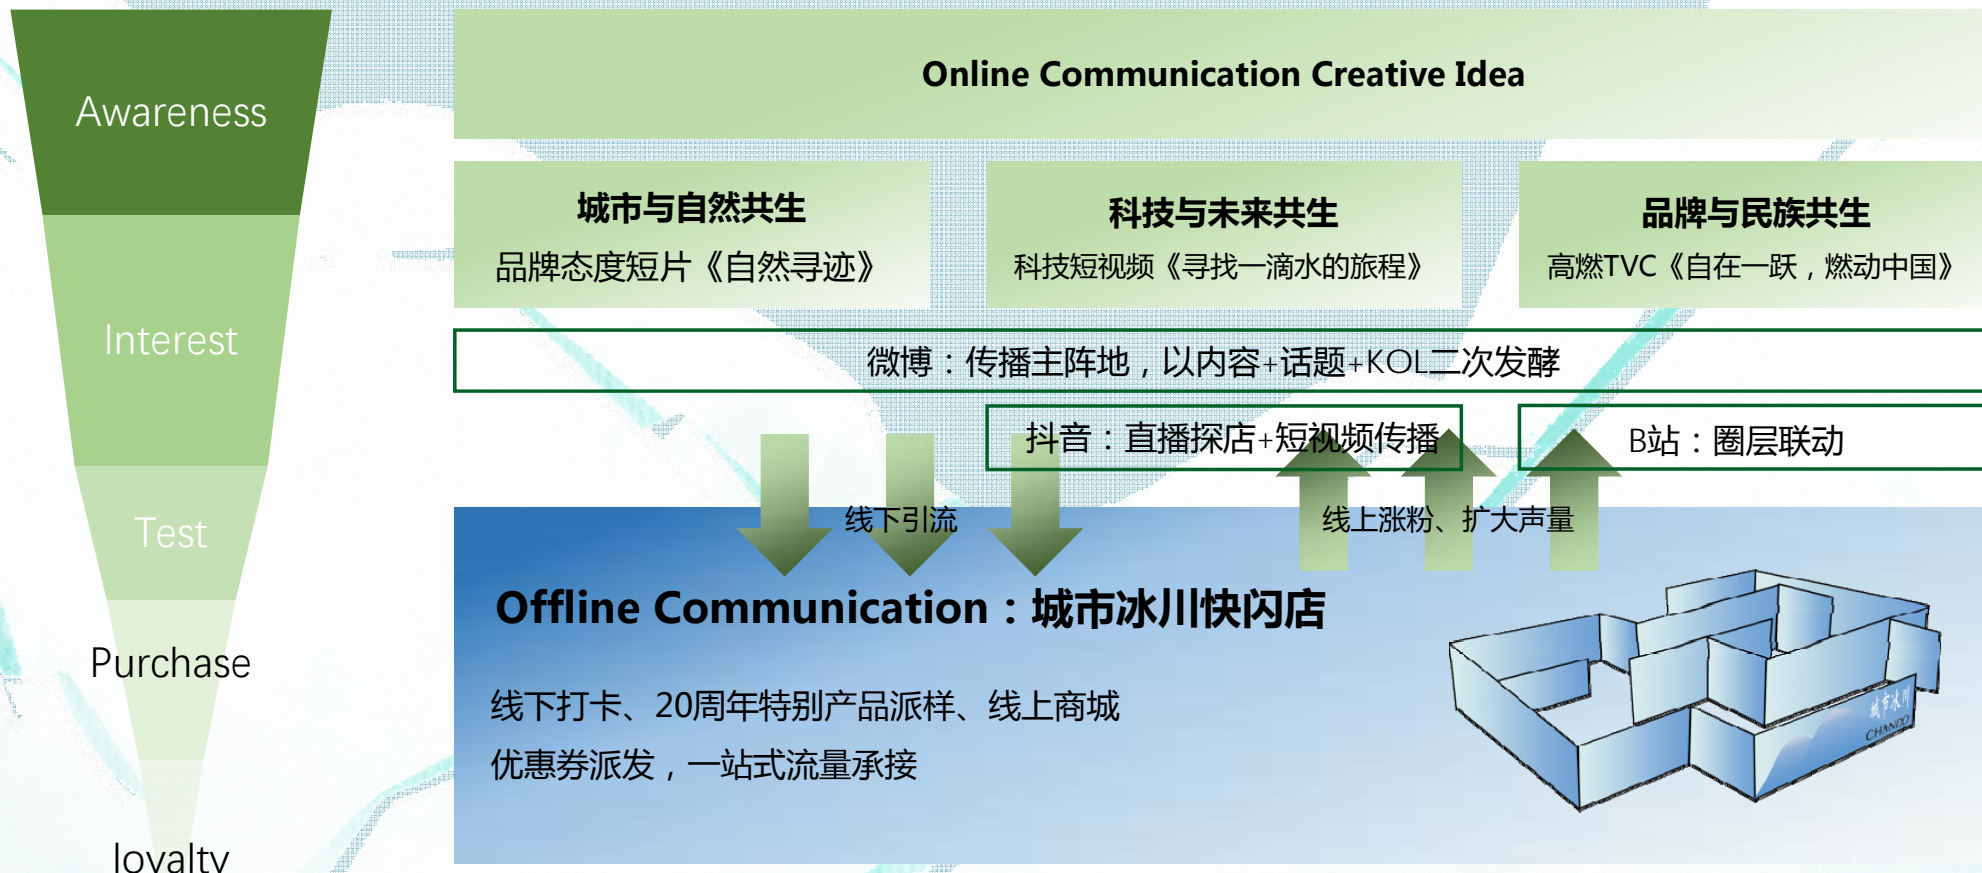 Awareness
Interest
Test
Purchase
loyalty
Online Communication Creative Idea
城市与自然共生
品牌态度短片《自然寻迹》
科技与未来共生
科技短视频《寻找一滴水的旅程》
品牌与民族共生
高燃TVC《自在一跃，燃动中国》
微博：传播主阵地，以内容+话题+KOL二次发酵
抖音：直播探店+短视频传播
B站：圈层联动
线下引流
线上涨粉、扩大声量
Offline Communication：城市冰川快闪店
线下打卡、20周年特别产品派样、线上商城
优惠券派发，一站式流量承接
城市冰川
CHANDO